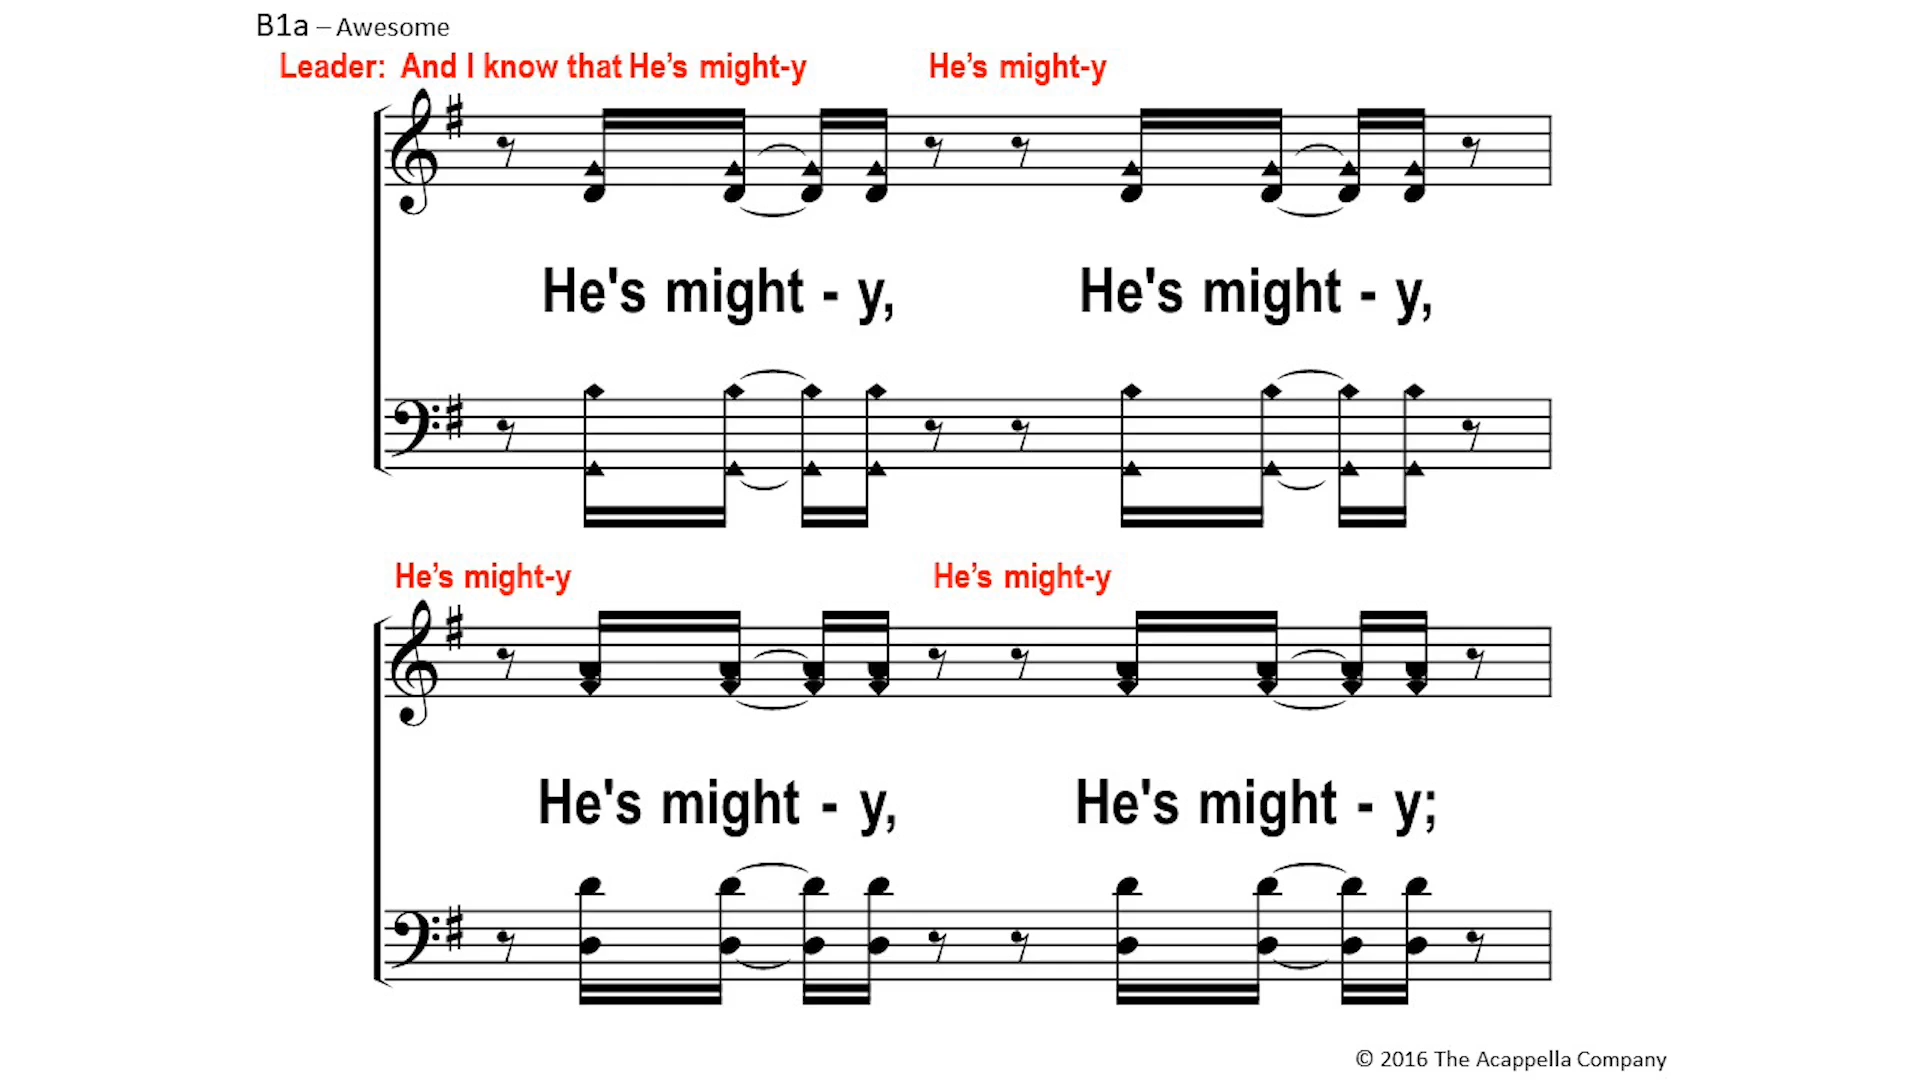 B1a – Awesome
Leader: And I know that He’s might-y He’s might-y
He's might - y, He's might - y,
He’s might-y He’s might-y
He's might - y, He's might - y;
© 2016 The Acappella Company